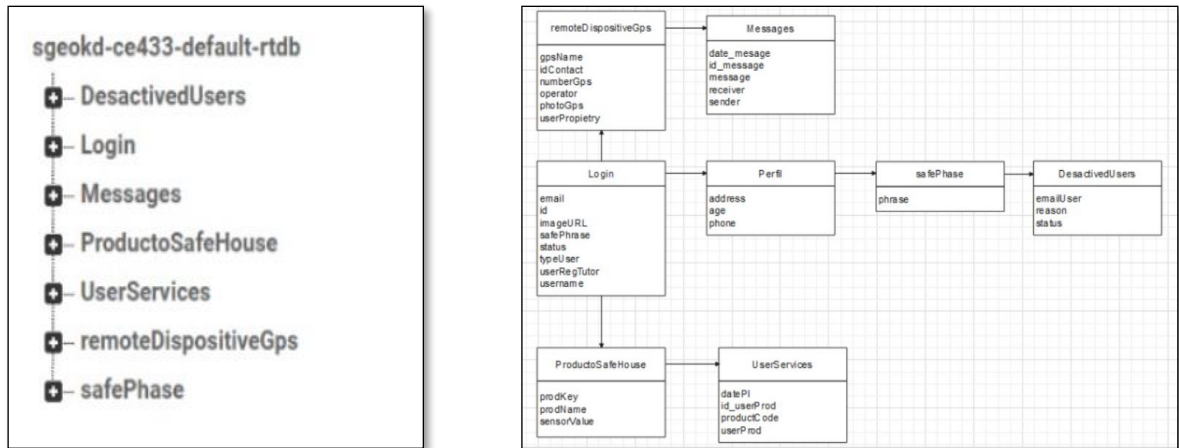 sgeokd-ce433-default-rtdb
DesactivedUsers
Login
Messages
ProductoSafeHouse
UserServices
remoteDispositiveGps
safePhase
remoteDispositiveGps
gpsName
idContact
numberGps
operator
photoGps
userPropietry
Messages
date_mesage
id_message
message
receiver
sender
Login
email
id
imageURL
safePhrase
status
typeUser
userRegTutor
username
Perfil
address
age
phone
safePhase
phrase
DesactivedUsers
emailUser
reason
status
ProductoSafeHouse
prodKey
prodName
sensorValue
UserServices
datePI
id_userProd
productCode
userProd